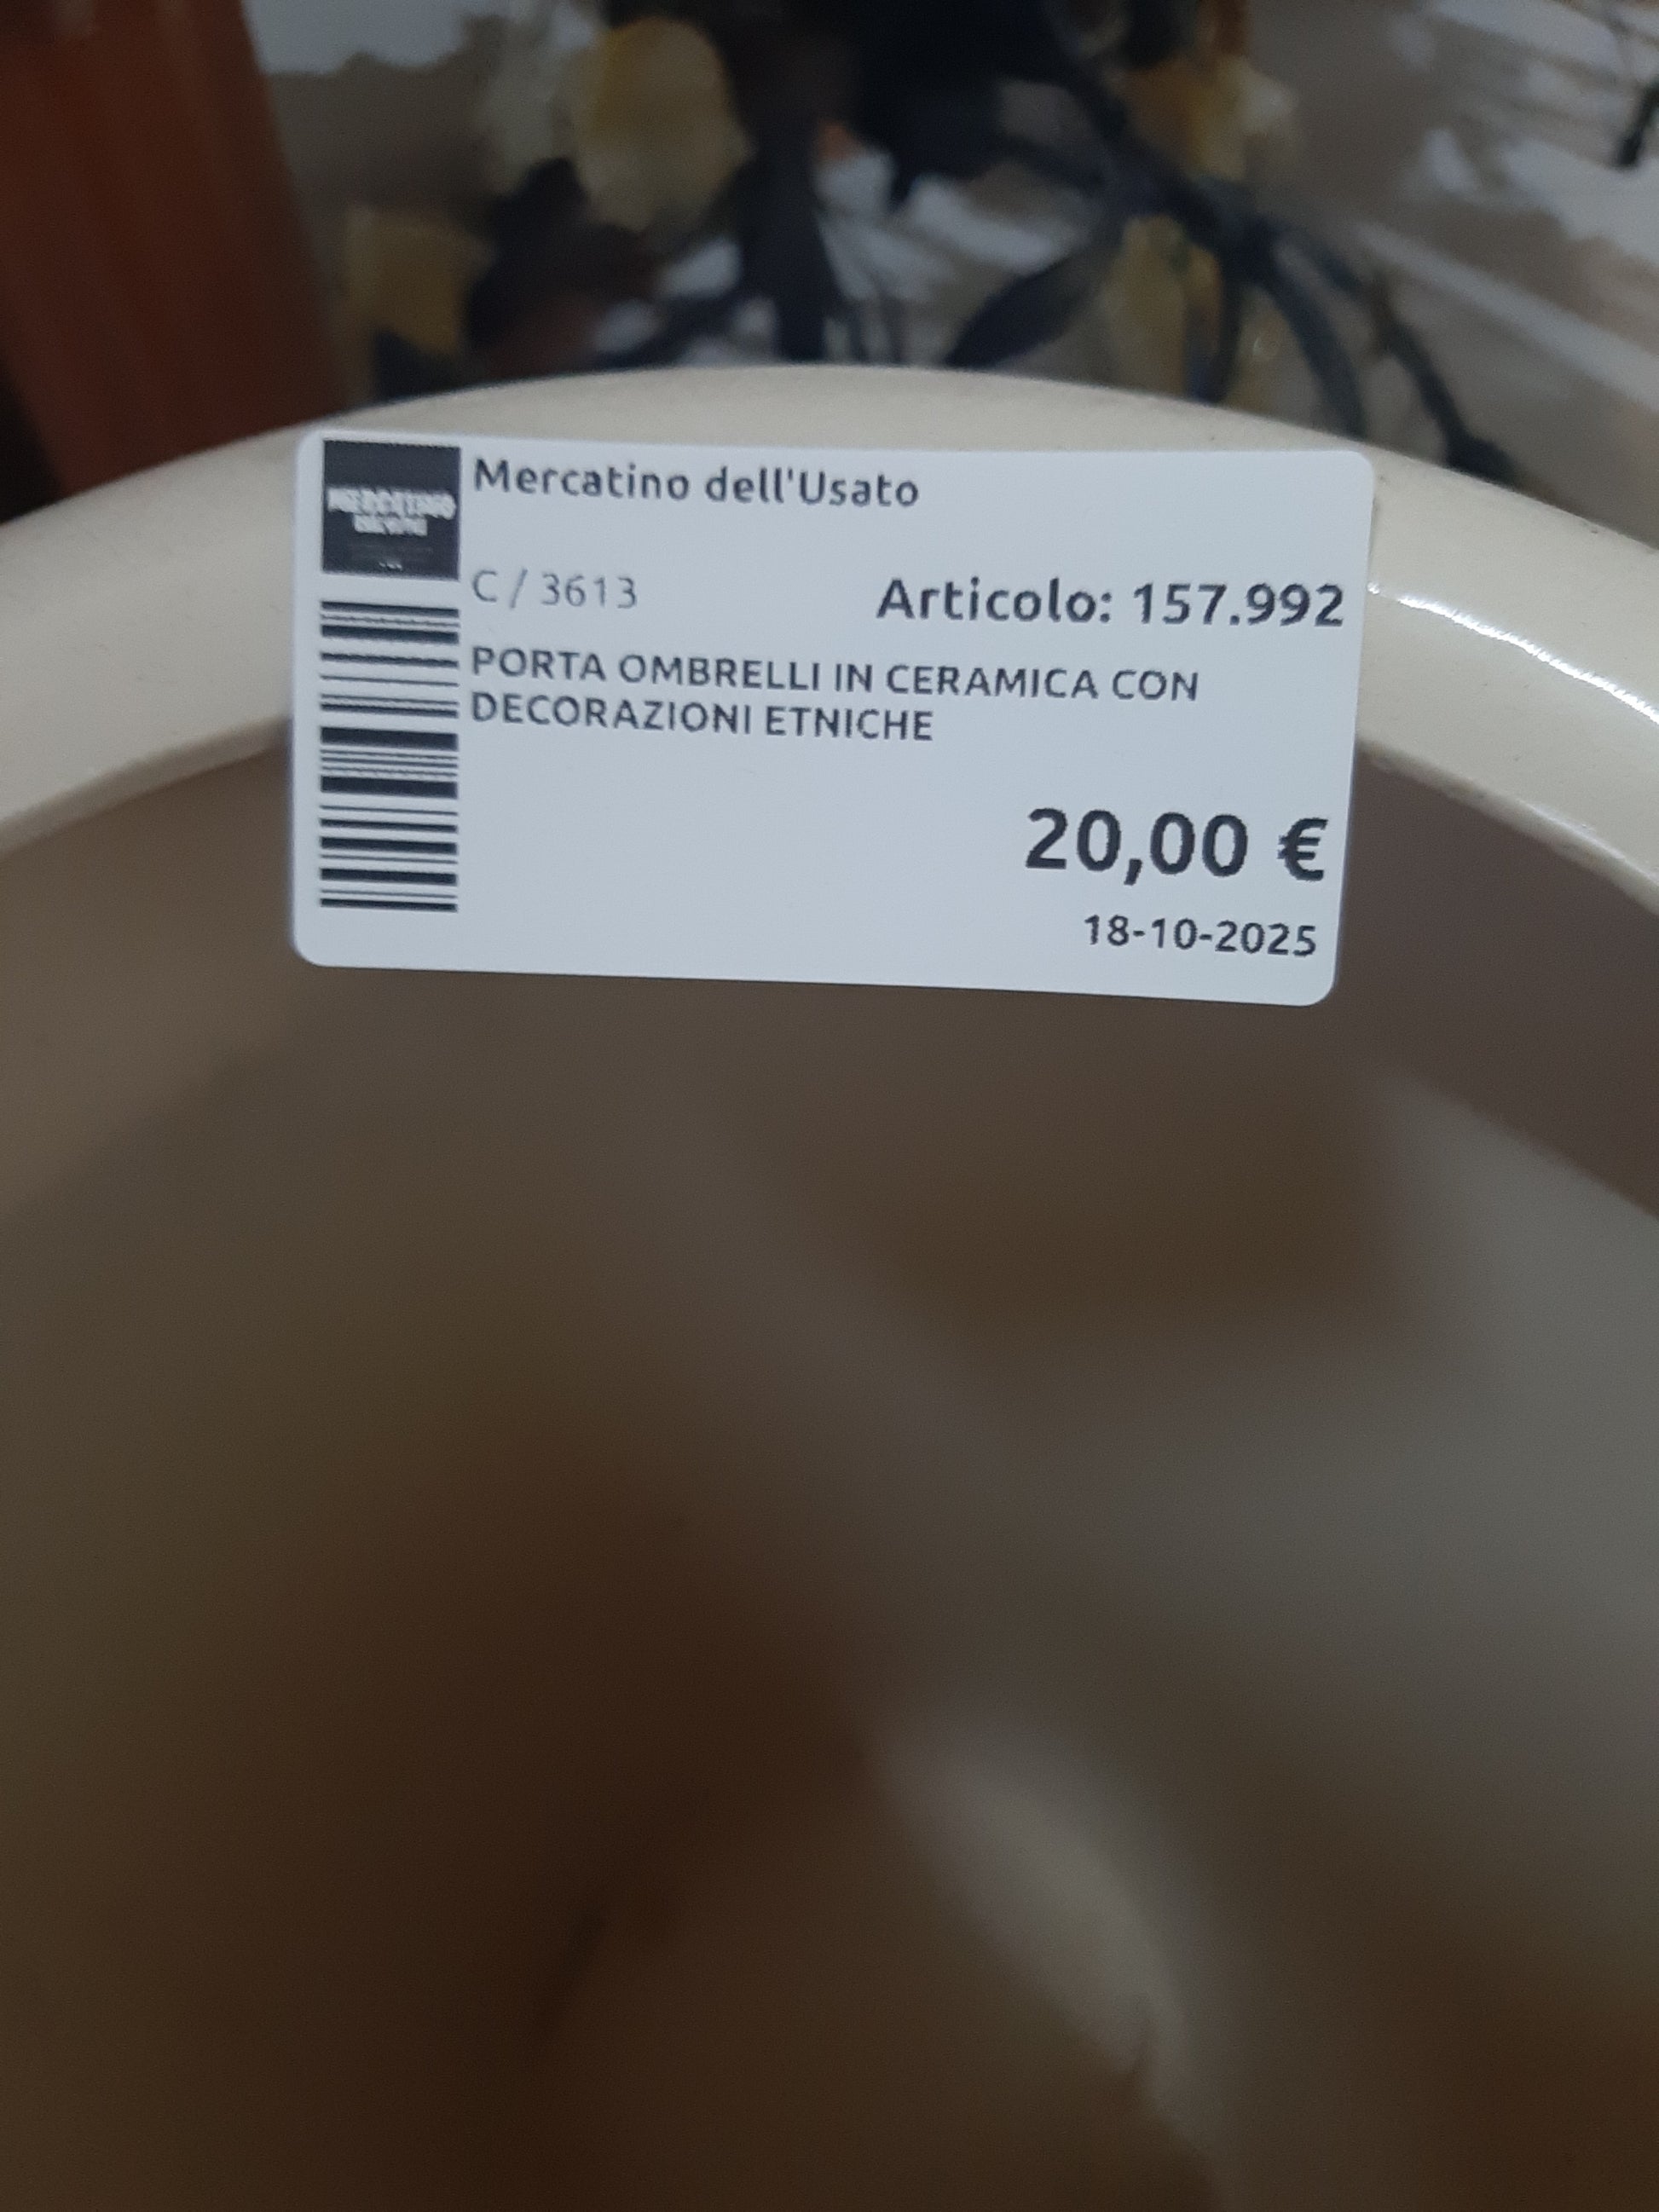 Mercatino dell'Usato
C / 3613
Articolo: 157.992
PORTA OMBRELLI IN CERAMICA CON
DECORAZIONI ETNICHE
20,00 €
18-10-2025